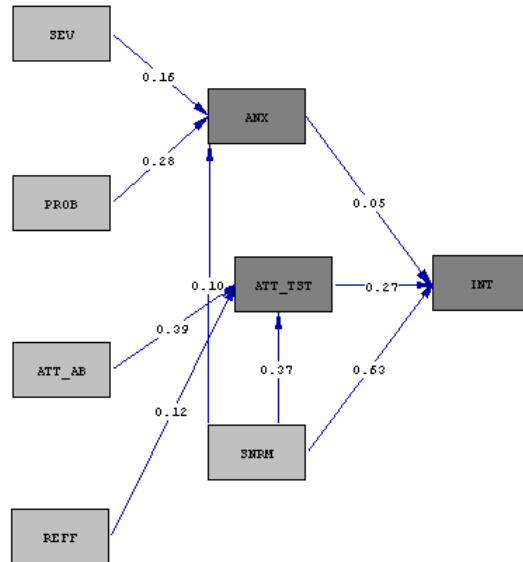 SEV
0.15
ANX
0.28
PROB
0.05
0.10
ATT_TST
0.27
INT
0.39
ATT_AB
0.37
0.63
0.12
SNRM
REFF